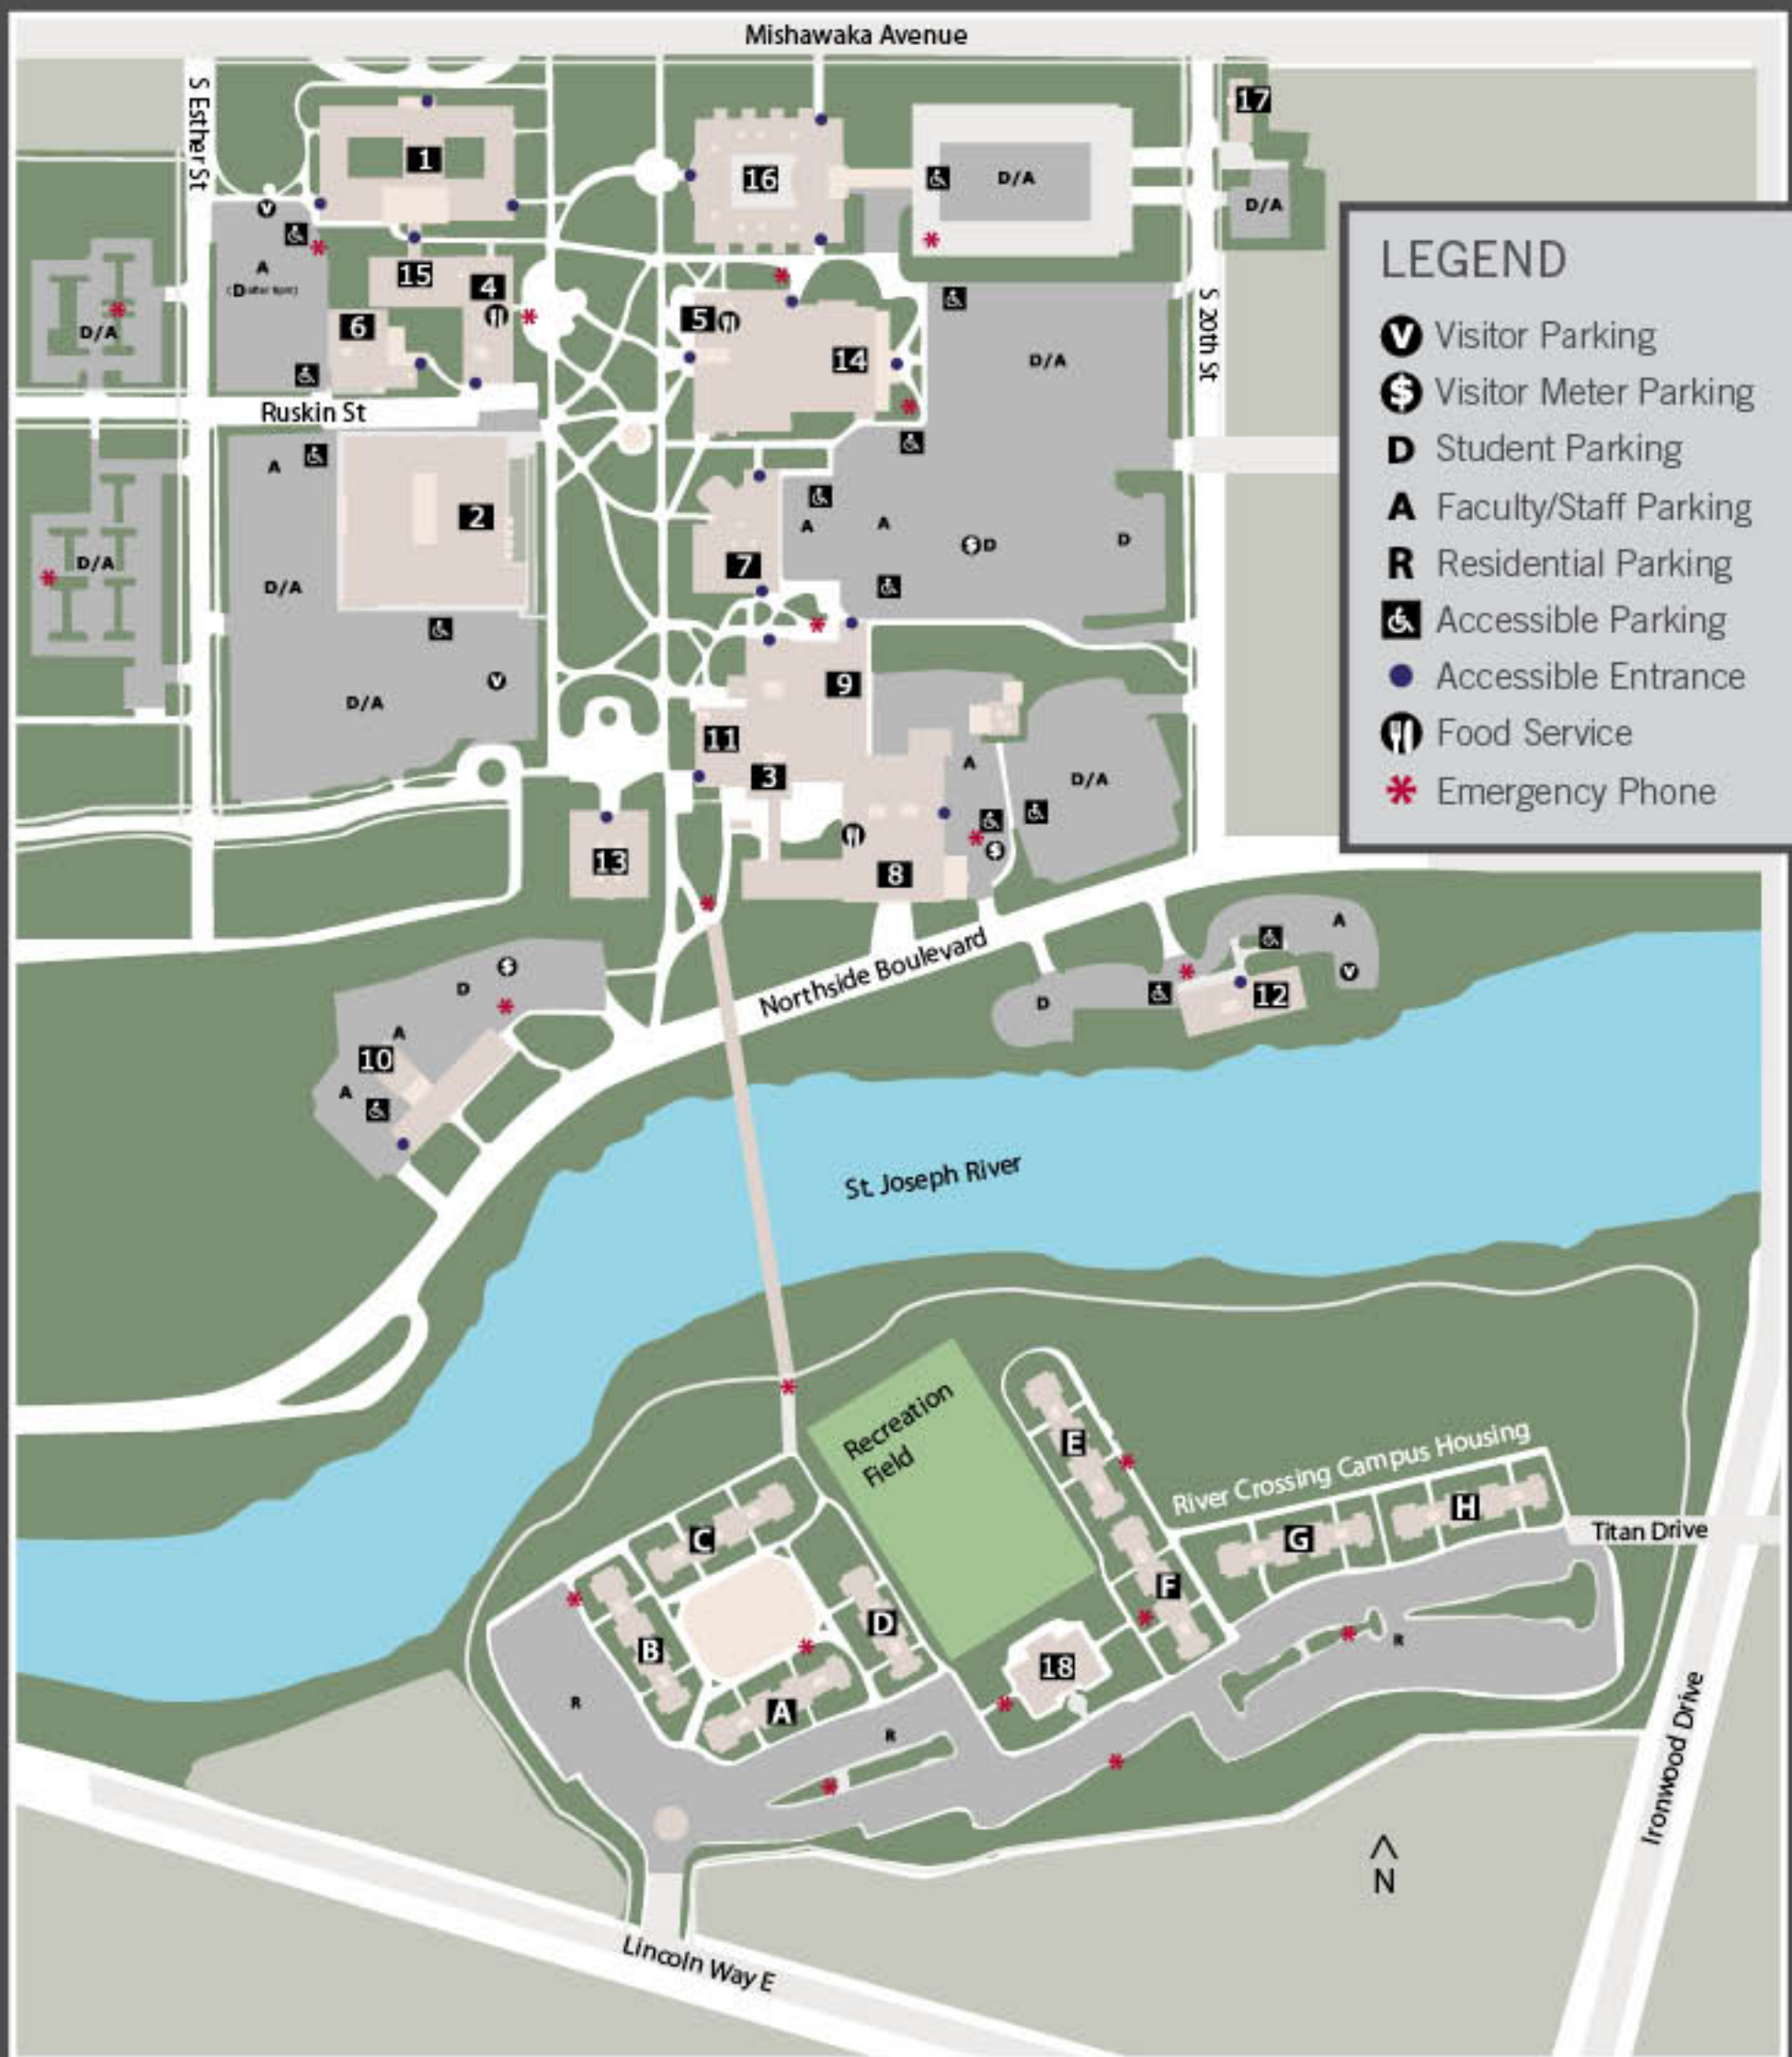 Mishawaka Avenue
S Esther St
1
16
D/A
17
D/A
V
A
(D after 5pm)
15
4
6
5
14
D/A
D/A
S 20th St
Ruskin St
A
2
D/A
D/A
7
A
A
$ D
D
D/A
V
9
11
3
A
D/A
13
8
$
LEGEND
V Visitor Parking
$ Visitor Meter Parking
D Student Parking
A Faculty/Staff Parking
R Residential Parking
Accessible Parking
Accessible Entrance
Food Service
Emergency Phone
Northside Boulevard
A
V
12
D
$
D
A
10
A
St. Joseph River
Recreation
Field
E
River Crossing Campus Housing
H
G
Titan Drive
C
F
D
B
18
A
R
R
R
Ironwood Drive
N
Lincoln Way E